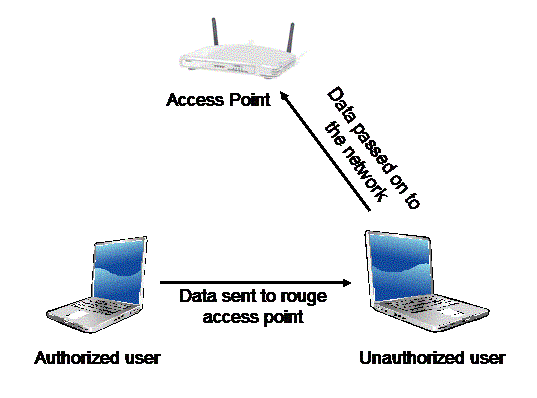 Access Point
Data passed on to
the network
Data sent to rouge
access point
Authorized user
Unauthorized user